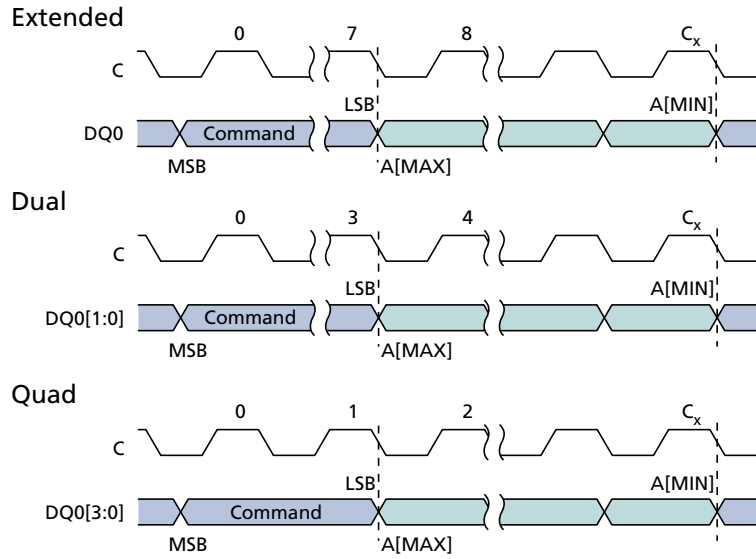 Extended
0 7 8 Cx
C
LSB A[MIN]
DQ0 Command
MSB A[MAX]
Dual
0 3 4 Cx
C
LSB A[MIN]
DQ0[1:0] Command
MSB A[MAX]
Quad
0 1 2 Cx
C
LSB A[MIN]
DQ0[3:0] Command
MSB A[MAX]